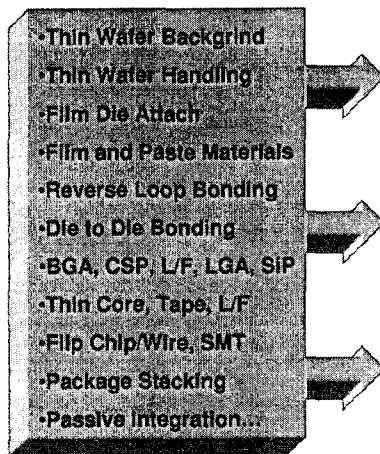 •Thin Wafer Backgrind
•Thin Wafer Handling
•Film Die Attach
•Film and Paste Materials
•Reverse Loop Bonding
•Die to Die Bonding
•BGA, CSP, L/F, LGA, SiP
•Thin Core, Tape, L/F
•Flip Chip/Wire, SMT
•Package Stacking
•Passive Integration...